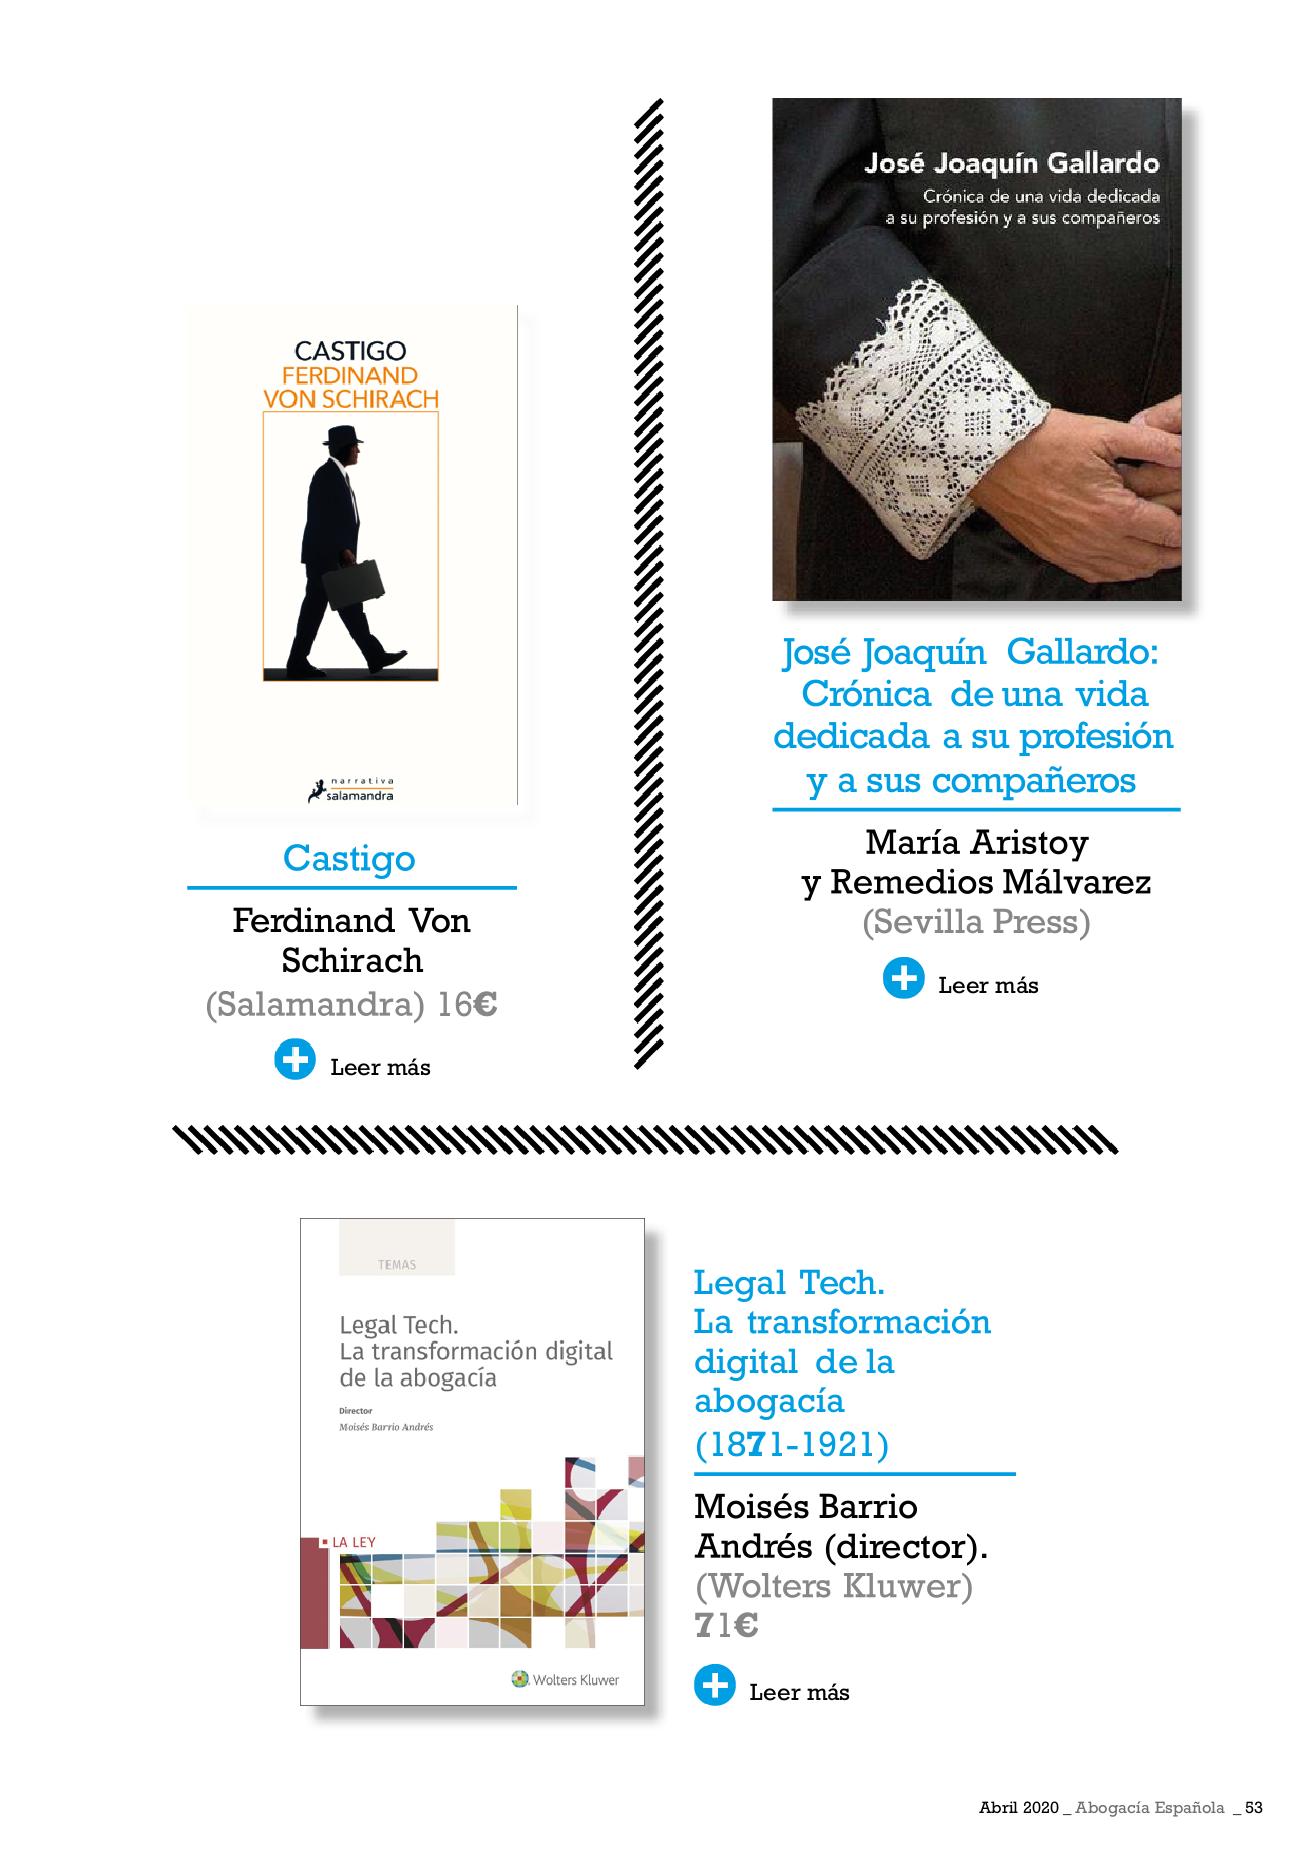 CASTIGO
FERDINAND
VON SCHIRACH
narrativa
salamandra
Castigo
Ferdinand Von
Schirach
(Salamandra) 16€
Leer más
José Joaquín Gallardo
Crónica de una vida dedicada
a su profesión y a sus compañeros
José Joaquín Gallardo:
Crónica de una vida
dedicada a su profesión
y a sus compañeros
María Aristoy
y Remedios Málvarez
(Sevilla Press)
Leer más
TEMAS
Legal Tech.
La transformación digital
de la abogacía
Director
Moisés Barrio Andrés
LA LEY
Wolters Kluwer
Legal Tech.
La transformación
digital de la
abogacía
(1871-1921)
Moisés Barrio
Andrés (director).
(Wolters Kluwer)
71€
Leer más
Abril 2020 _ Abogacía Española _ 53